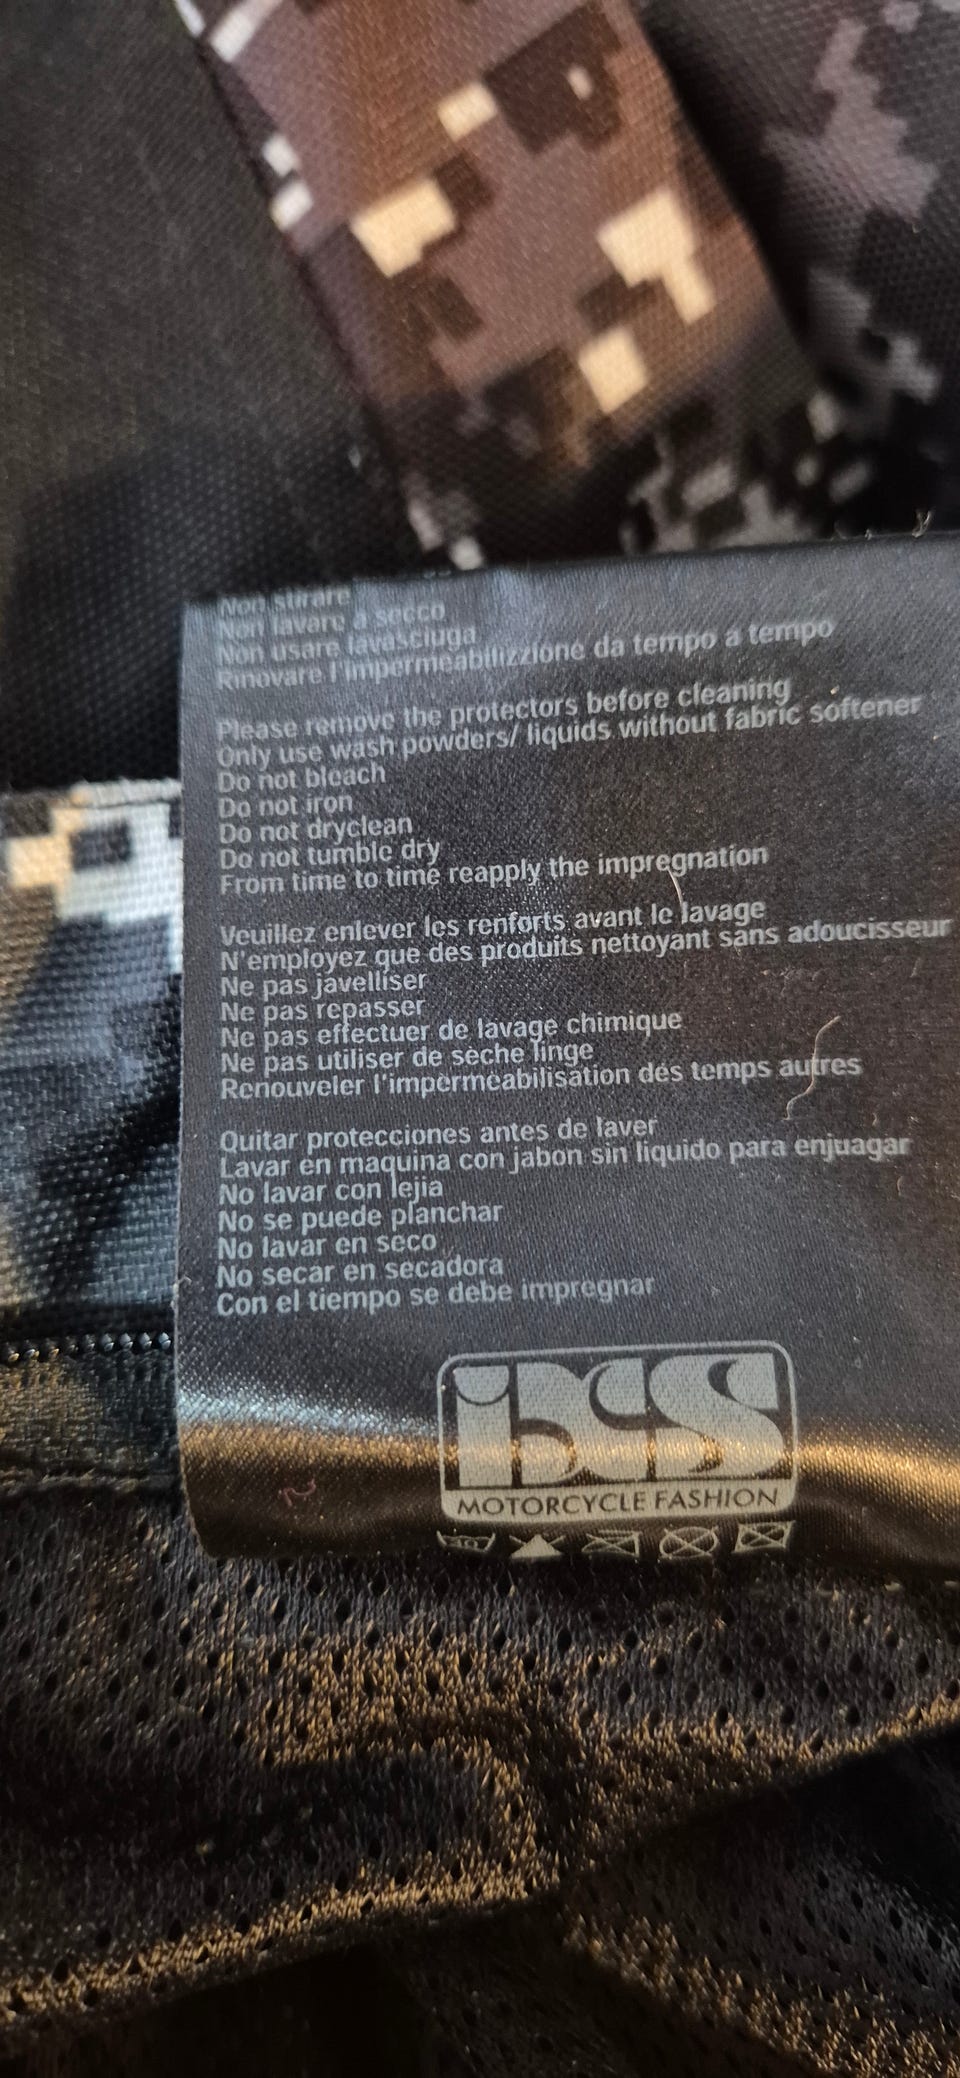 Non stirare
Non lavare a secco
Non usare lavasciuga
Rinovare l'impermeabilizzione da tempo a tempo
Please remove the protectors before cleaning
Only use wash powders/ liquids without fabric softener
Do not bleach
Do not iron
Do not dryclean
Do not tumble dry
From time to time reapply the impregnation
Veuillez enlever les renforts avant le lavage
N'employez que des produits nettoyant sans adoucisseur
Ne pas javelliser
Ne pas repasser
Ne pas effectuer de lavage chimique
Ne pas utiliser de sèche linge
Renouveler l'imperméabilisation des temps autres
Quitar protecciones antes de laver
Lavar en maquina con jabon sin liquido para enjuagar
No lavar con lejia
No se puede planchar
No lavar en seco
No secar en secadora
Con el tiempo se debe impregnar
iXS
MOTORCYCLE FASHION